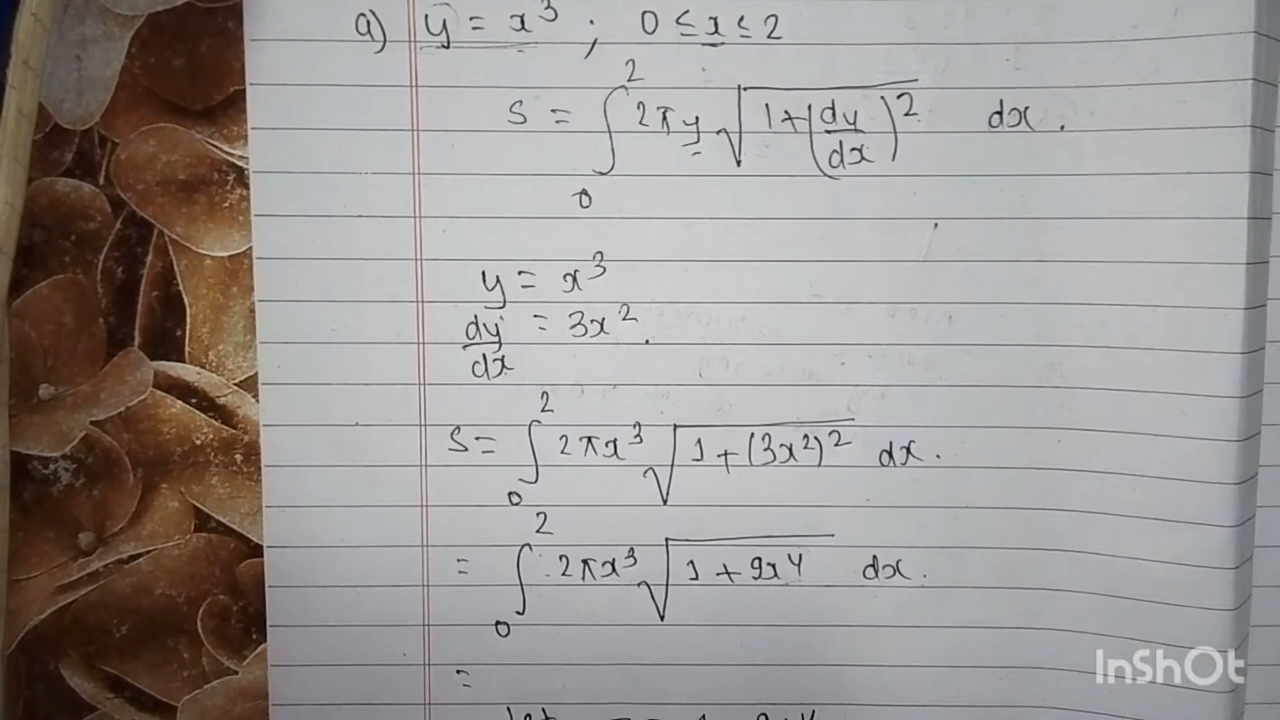 a) y = x³ ; 0 ≤ x ≤ 2
S = ∫₀² 2πy √(1+(dy/dx)²) dx.
y = x³
dy/dx = 3x².
S = ∫₀² 2πx³ √(1+(3x²)²) dx.
= ∫₀² 2πx³ √(1+9x⁴) dx.
=
InShOt